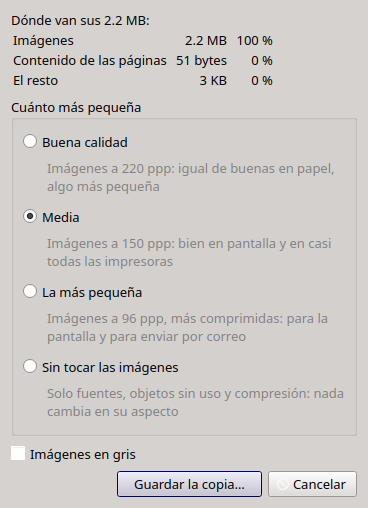 Dónde van sus 2.2 MB:
Imágenes 2.2 MB 100 %
Contenido de las páginas 51 bytes 0 %
El resto 3 KB 0 %
Cuánto más pequeña
Buena calidad
Imágenes a 220 ppp: igual de buenas en papel,
algo más pequeña
Media
Imágenes a 150 ppp: bien en pantalla y en casi
todas las impresoras
La más pequeña
Imágenes a 96 ppp, más comprimidas: para la
pantalla y para enviar por correo
Sin tocar las imágenes
Solo fuentes, objetos sin uso y compresión: nada
cambia en su aspecto
Imágenes en gris
Guardar la copia... Cancelar